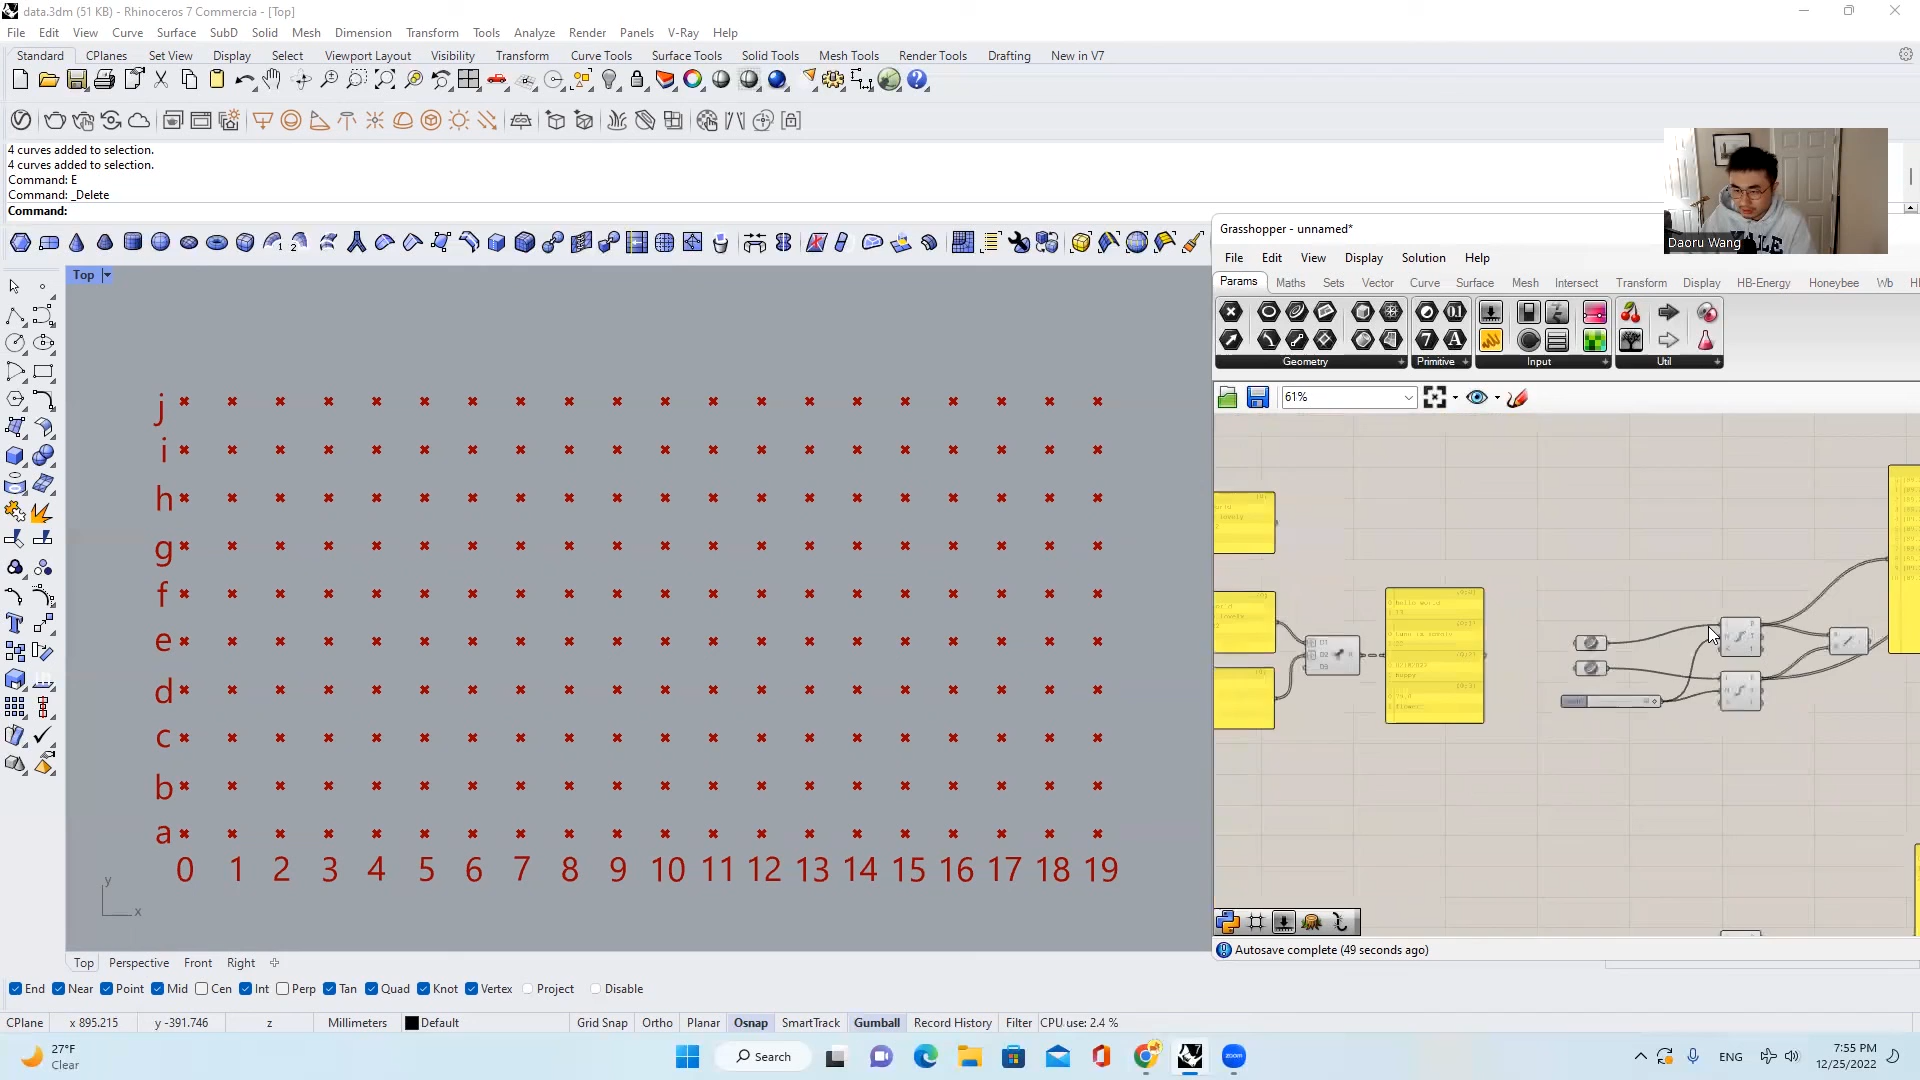 data.3dm (51 KB) - Rhinoceros 7 Commercia - [Top]
File Edit View Curve Surface SubD Solid Mesh Dimension Transform Tools Analyze Render Panels V-Ray Help
Standard CPlanes Set View Display Select Viewport Layout Visibility Transform Curve Tools Surface Tools Solid Tools Mesh Tools Render Tools Drafting New in V7
4 curves added to selection.
4 curves added to selection.
Command: E
Command: _Delete
Command:
Daoru Wang
Top
j
i
h
g
f
e
d
c
b
a
0 1 2 3 4 5 6 7 8 9 10 11 12 13 14 15 16 17 18 19
y
x
Grasshopper - unnamed*
File Edit View Display Solution Help
Params Maths Sets Vector Curve Surface Mesh Intersect Transform Display HB-Energy Honeybee Wb
Geometry Primitive Input Util
61%
D1
D2
D3
Autosave complete (49 seconds ago)
Top Perspective Front Right
End Near Point Mid Cen Int Perp Tan Quad Knot Vertex Project Disable
CPlane x 895.215 y -391.746 z Millimeters Default Grid Snap Ortho Planar Osnap SmartTrack Gumball Record History Filter CPU use: 2.4 %
27°F
Clear
Search
zoom
ENG
7:55 PM
12/25/2022